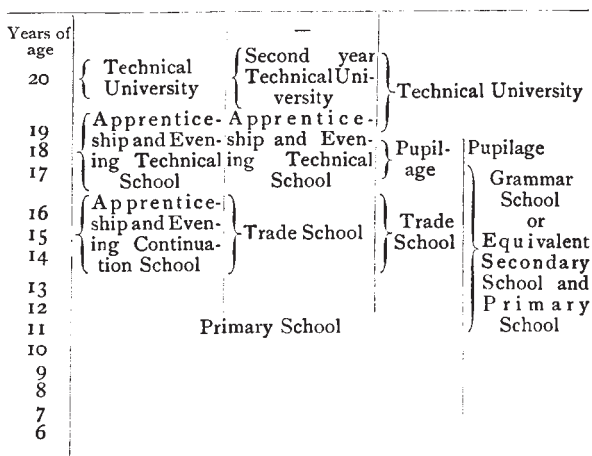 Years of
age
20
19
18
17
16
15
14
13
12
11
10
9
8
7
6
Technical
University
Apprentice-
ship and Even-
ing Technical
School
Apprentice-
ship and Even-
ing Continua-
tion School
Second year
Technical Uni-
versity
Apprentice-
ship and Even-
ing Technical
School
Trade School
Technical University
Pupil-
age
Trade
School
Pupilage
Grammar
School
or
Equivalent
Secondary
School and
Primary
School
Primary School